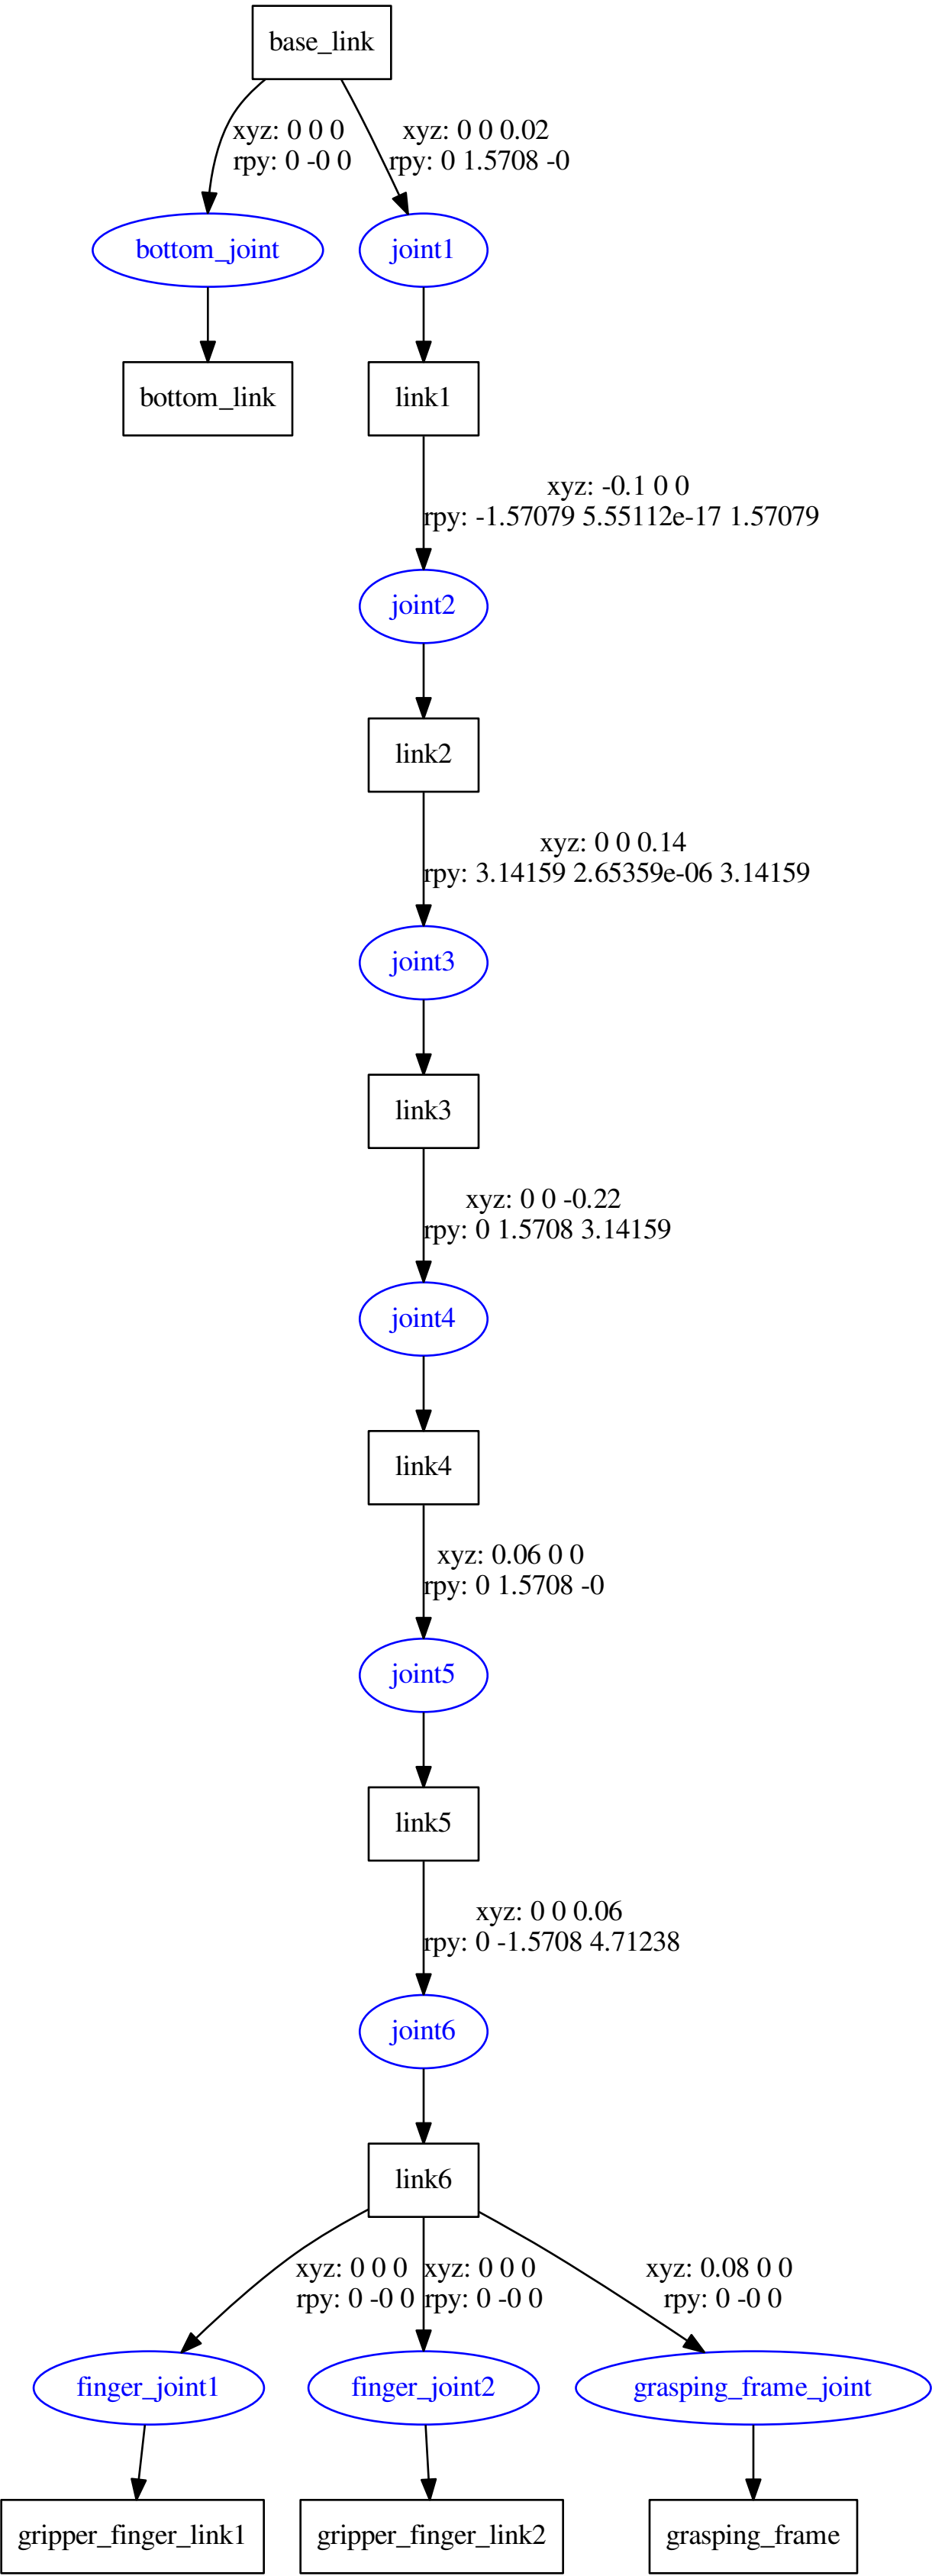 base_link
xyz: 0 0 0
rpy: 0 -0 0
xyz: 0 0 0.02
rpy: 0 1.5708 -0
bottom_joint
joint1
bottom_link
link1
xyz: -0.1 0 0
rpy: -1.57079 5.55112e-17 1.57079
joint2
link2
xyz: 0 0 0.14
rpy: 3.14159 2.65359e-06 3.14159
joint3
link3
xyz: 0 0 -0.22
rpy: 0 1.5708 3.14159
joint4
link4
xyz: 0.06 0 0
rpy: 0 1.5708 -0
joint5
link5
xyz: 0 0 0.06
rpy: 0 -1.5708 4.71238
joint6
link6
xyz: 0 0 0
rpy: 0 -0 0
xyz: 0 0 0
rpy: 0 -0 0
xyz: 0.08 0 0
rpy: 0 -0 0
finger_joint1
finger_joint2
grasping_frame_joint
gripper_finger_link1
gripper_finger_link2
grasping_frame